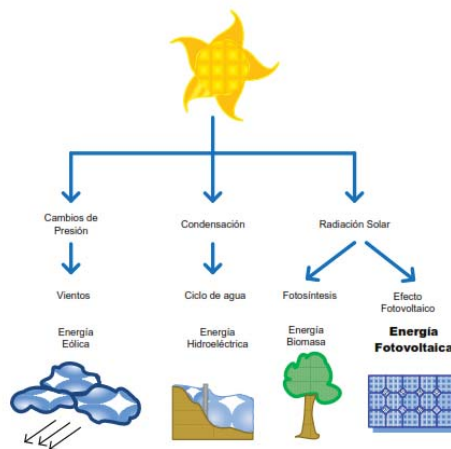 Cambios de
Presión
Condensación
Radiación Solar
Vientos
Ciclo de agua
Fotosíntesis
Efecto
Fotovoltaico
Energía
Eólica
Energía
Hidroeléctrica
Energía
Biomasa
Energía
Fotovoltaica